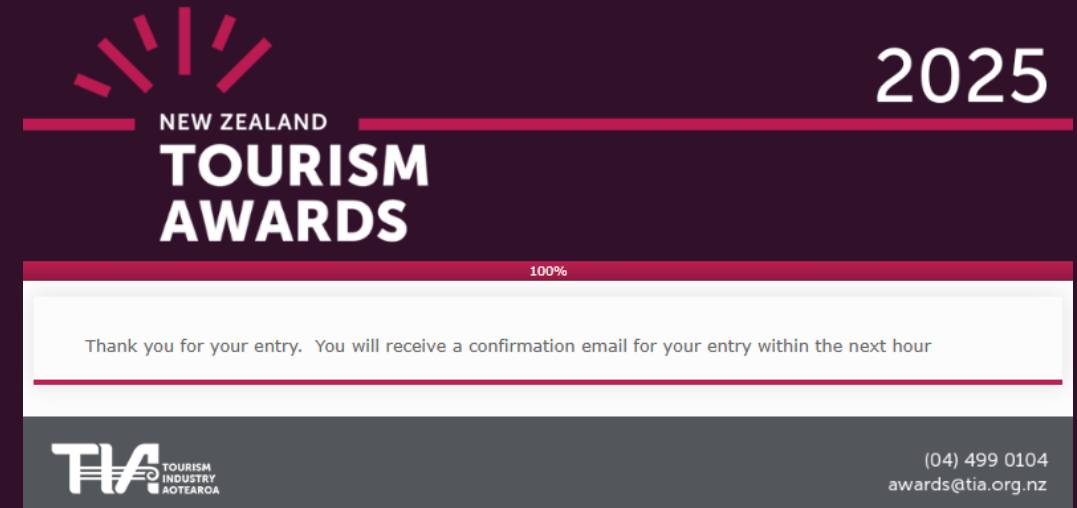 2025
NEW ZEALAND
TOURISM
AWARDS
100%
Thank you for your entry.  You will receive a confirmation email for your entry within the next hour
TIA
TOURISM
INDUSTRY
AOTEAROA
(04) 499 0104
awards@tia.org.nz